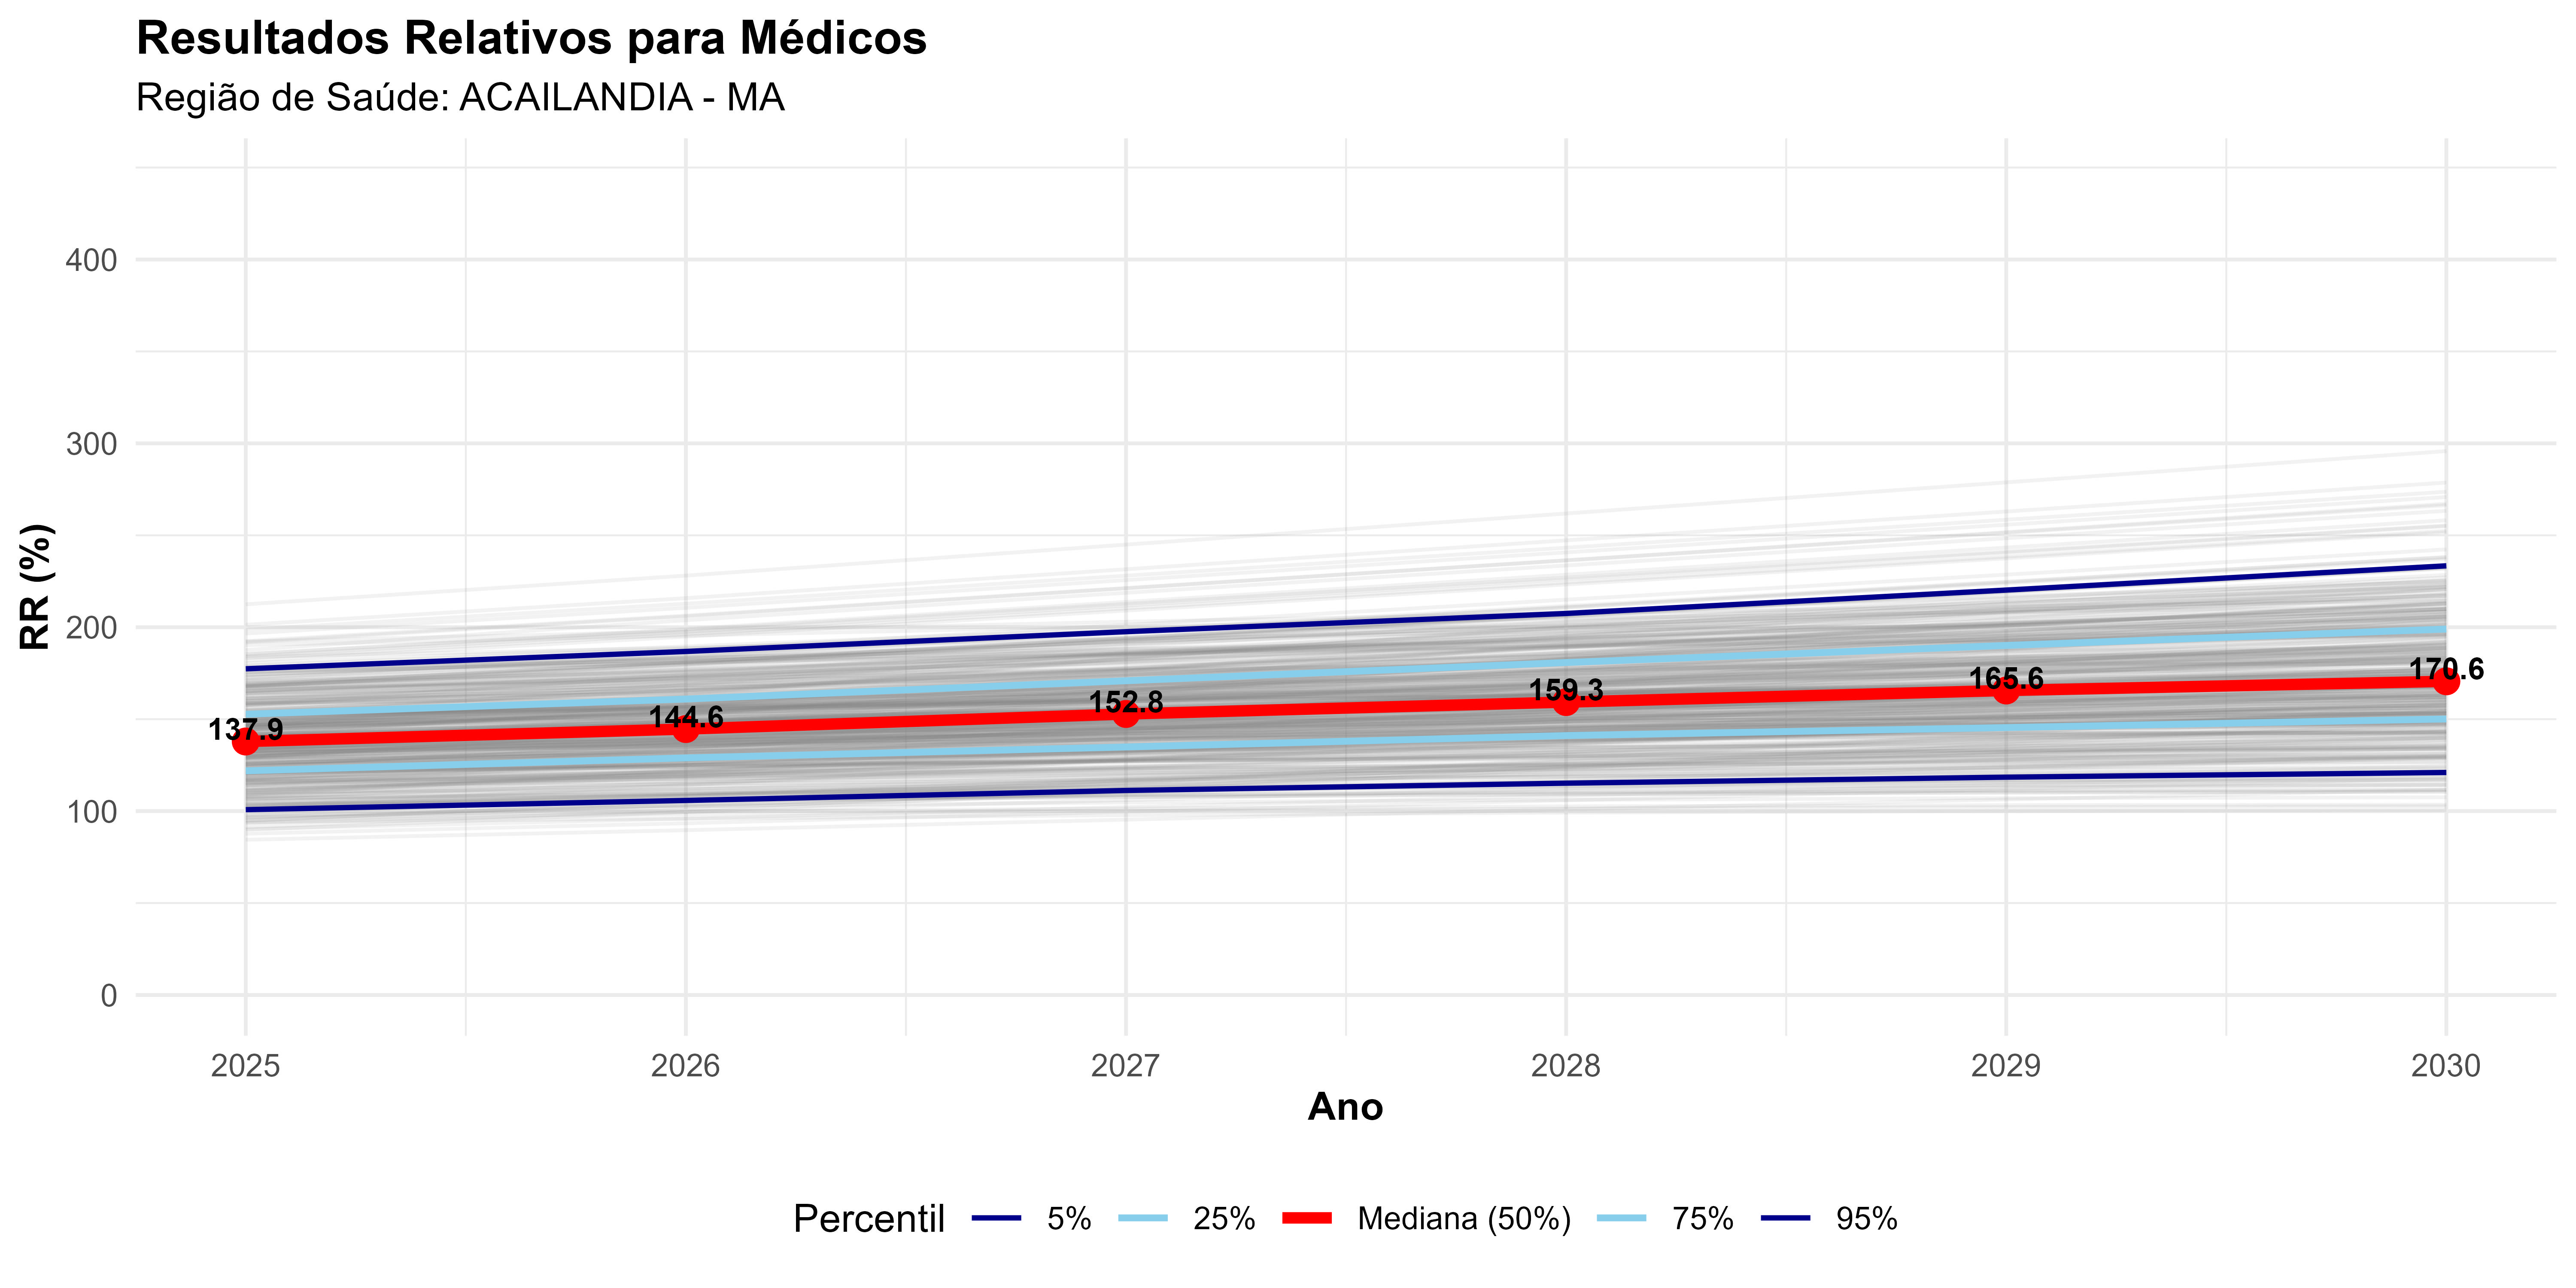 Resultados Relativos para Médicos
Região de Saúde: ACAILANDIA - MA
RR (%)
400
300
200
100
0
137.9
144.6
152.8
159.3
165.6
170.6
2025 2026 2027 2028 2029 2030
Ano
Percentil 5% 25% Mediana (50%) 75% 95%